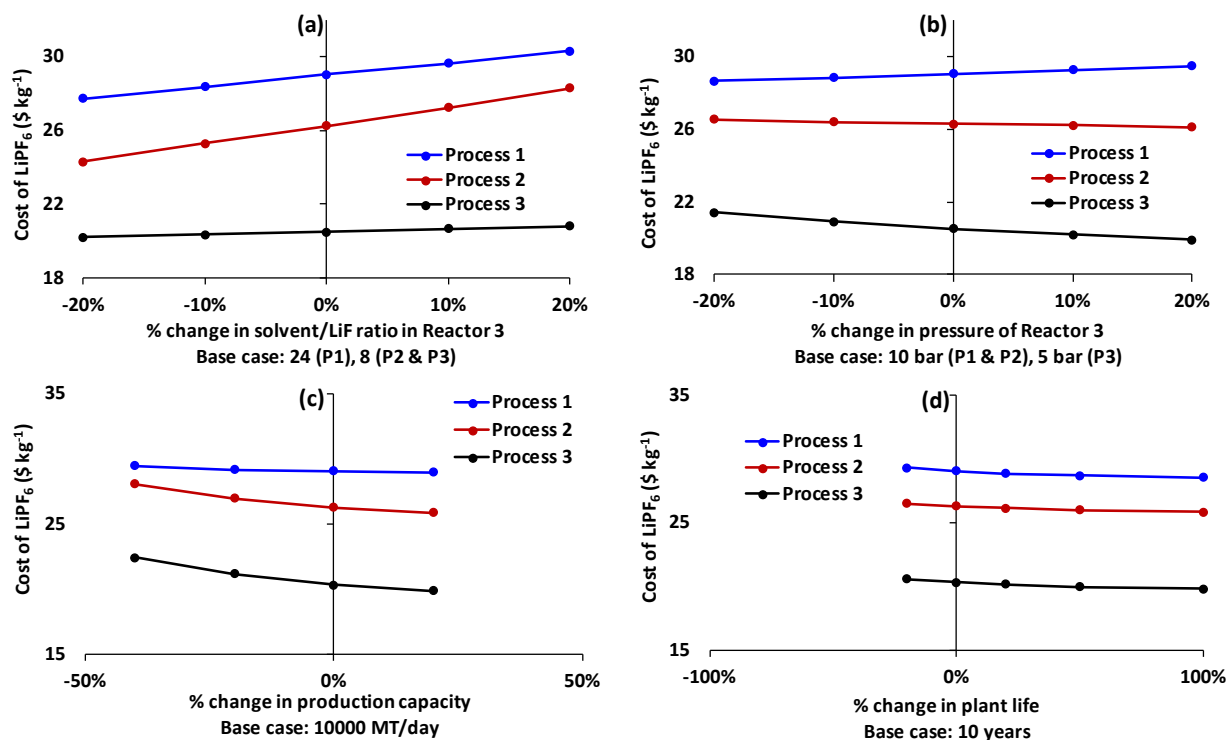 (a)
Cost of LiPF₆ ($ kg⁻¹)
30
26
22
18
Process 1
Process 2
Process 3
-20% -10% 0% 10% 20%
% change in solvent/LiF ratio in Reactor 3
Base case: 24 (P1), 8 (P2 & P3)
(b)
Cost of LiPF₆ ($ kg⁻¹)
30
26
22
18
Process 1
Process 2
Process 3
-20% -10% 0% 10% 20%
% change in pressure of Reactor 3
Base case: 10 bar (P1 & P2), 5 bar (P3)
(c)
Cost of LiPF₆ ($ kg⁻¹)
35
25
15
Process 1
Process 2
Process 3
-50% 0% 50%
% change in production capacity
Base case: 10000 MT/day
(d)
Cost of LiPF₆ ($ kg⁻¹)
35
25
15
Process 1
Process 2
Process 3
-100% 0% 100%
% change in plant life
Base case: 10 years